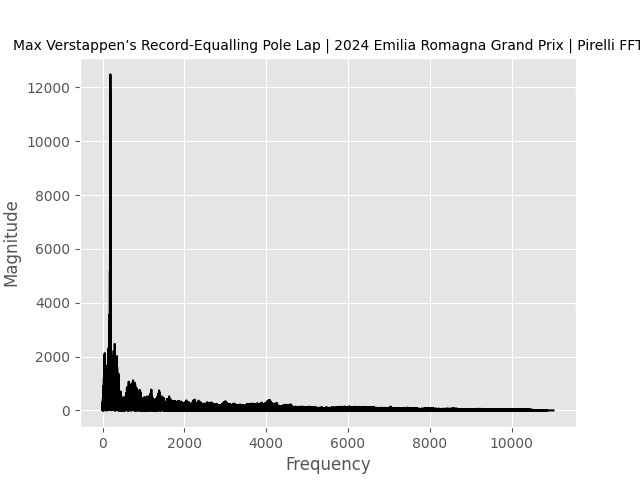 Max Verstappen’s Record-Equalling Pole Lap | 2024 Emilia Romagna Grand Prix | Pirelli FFT
12000
10000
8000
6000
4000
2000
0
Magnitude
0 2000 4000 6000 8000 10000
Frequency